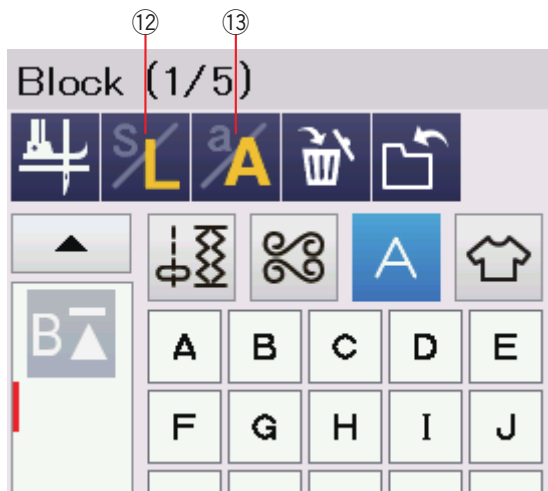 ⑫ ⑬
Block (1/5)
S/L a/A
A
B A B C D E
F G H I J